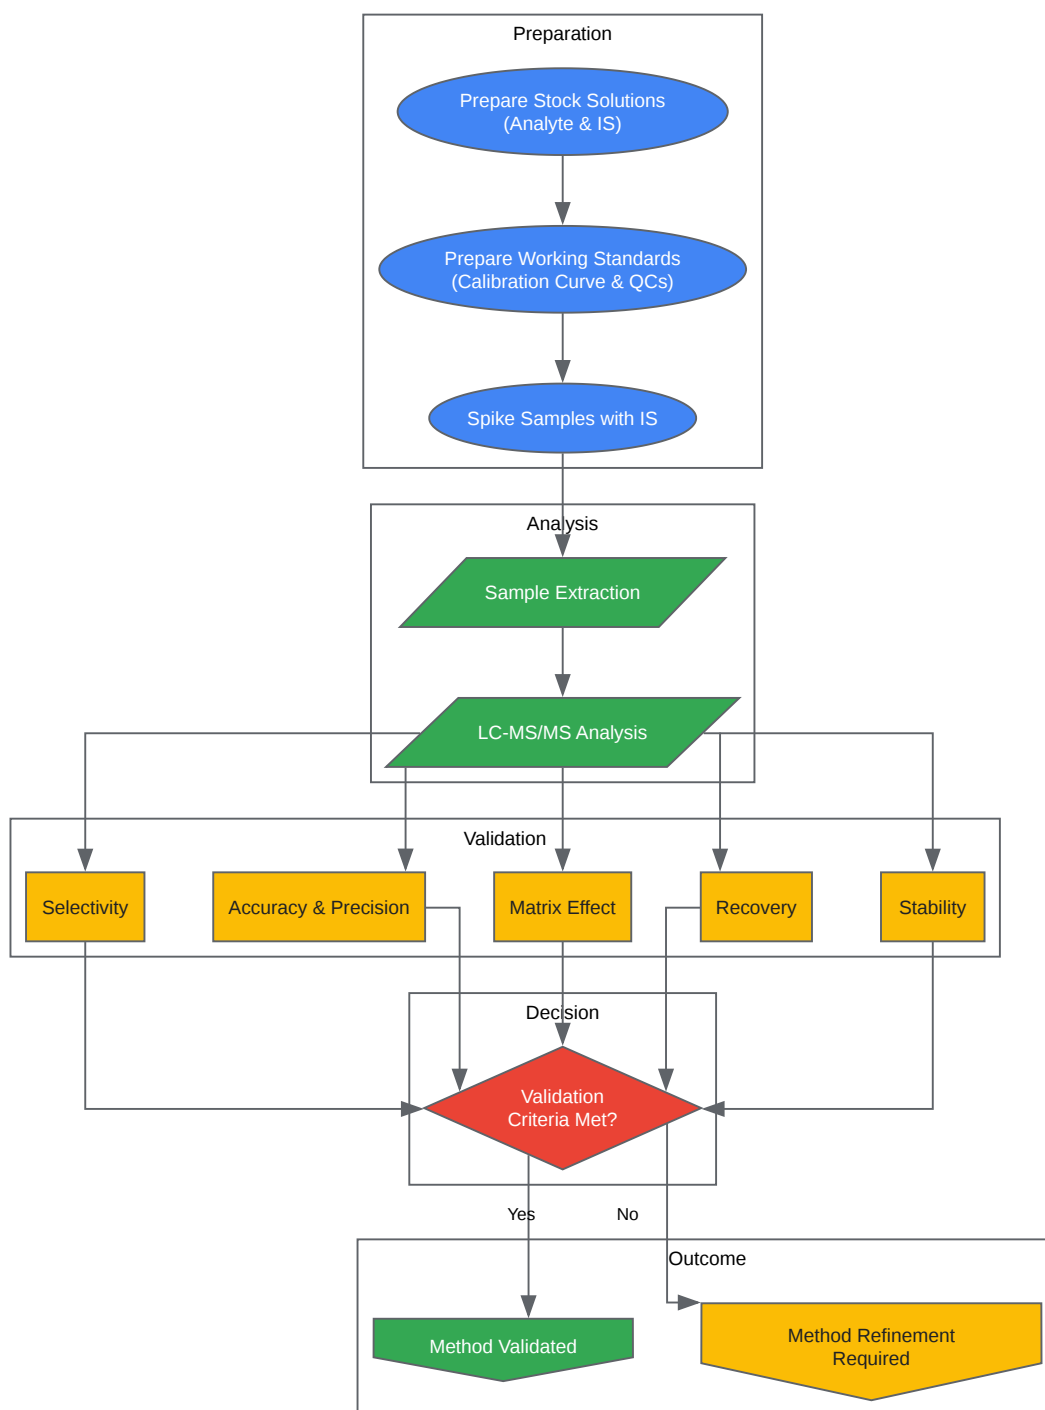 Preparation
Prepare Stock Solutions
(Analyte & IS)
Prepare Working Standards
(Calibration Curve & QCs)
Spike Samples with IS
Analysis
Sample Extraction
LC-MS/MS Analysis
Validation
Selectivity
Accuracy & Precision
Matrix Effect
Recovery
Stability
Decision
Validation
Criteria Met?
Yes
No
Outcome
Method Validated
Method Refinement
Required